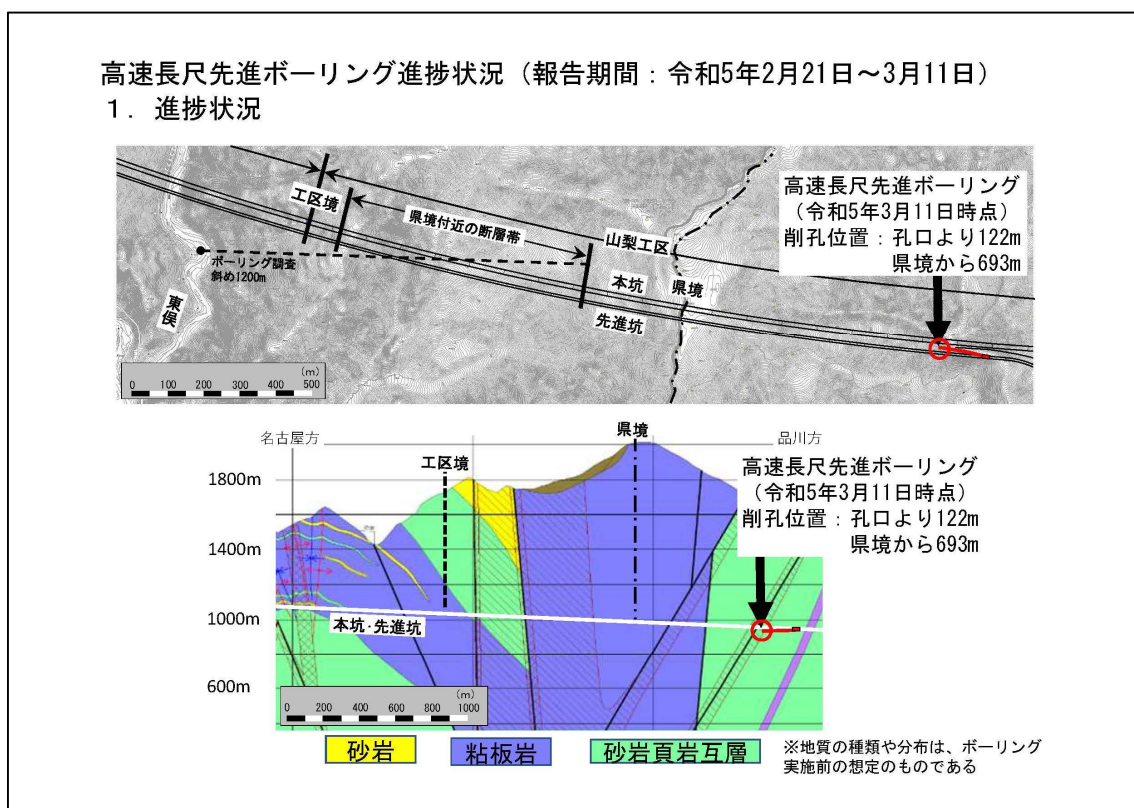 高速長尺先進ボーリング進捗状況（報告期間：令和5年2月21日～3月11日）
１．進捗状況
工区境
県境付近の断層帯
山梨工区
高速長尺先進ボーリング
（令和5年3月11日時点）
削孔位置：孔口より122m
県境から693m
ボーリング調査
斜め1200m
東俣
本坑
県境
先進坑
(m)
0 100 200 300 400 500
名古屋方
県境
品川方
工区境
高速長尺先進ボーリング
（令和5年3月11日時点）
削孔位置：孔口より122m
県境から693m
1800m
1400m
1000m
600m
本坑・先進坑
(m)
0 200 400 600 800 1000
砂岩
粘板岩
砂岩頁岩互層
※地質の種類や分布は、ボーリング
実施前の想定のものである